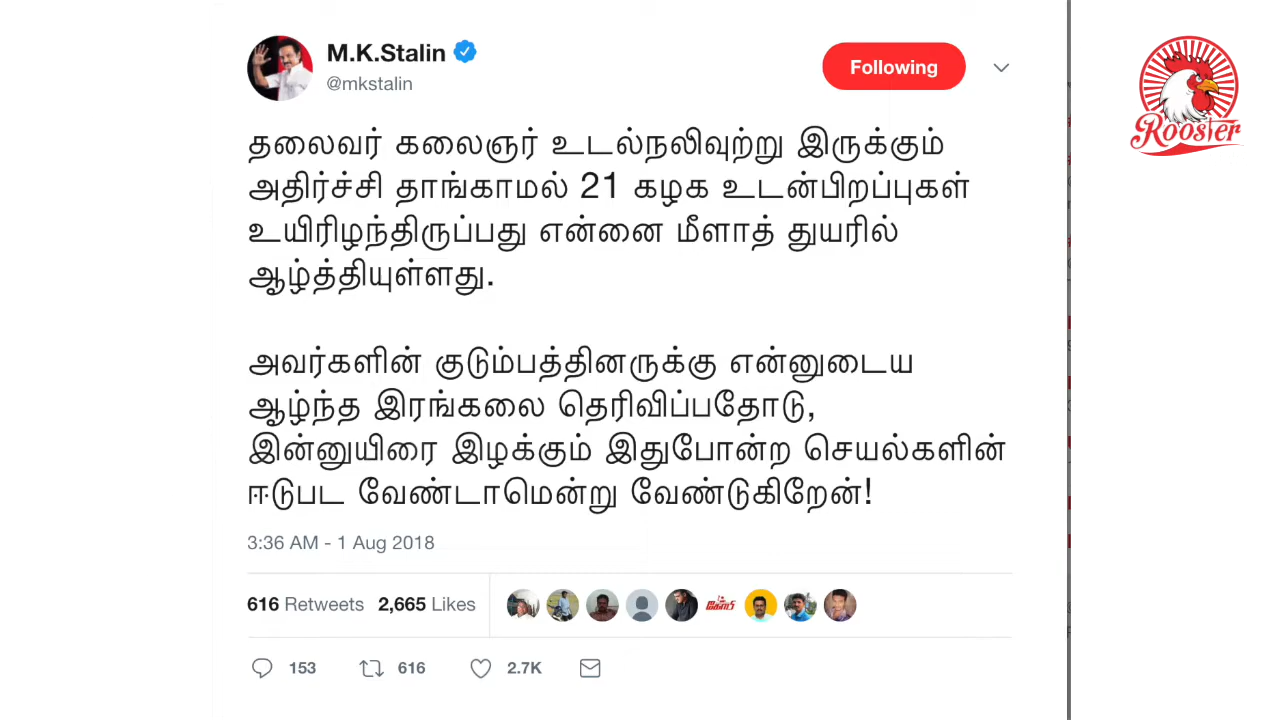 M.K.Stalin
@mkstalin
Following
Rooster
தலைவர் கலைஞர் உடல்நலிவுற்று இருக்கும்
அதிர்ச்சி தாங்காமல் 21 கழக உடன்பிறப்புகள்
உயிரிழந்திருப்பது என்னை மீளாத் துயரில்
ஆழ்த்தியுள்ளது.
அவர்களின் குடும்பத்தினருக்கு என்னுடைய
ஆழ்ந்த இரங்கலை தெரிவிப்பதோடு,
இன்னுயிரை இழக்கும் இதுபோன்ற செயல்களின்
ஈடுபட வேண்டாமென்று வேண்டுகிறேன்!
3:36 AM - 1 Aug 2018
616 Retweets 2,665 Likes
153 616 2.7K